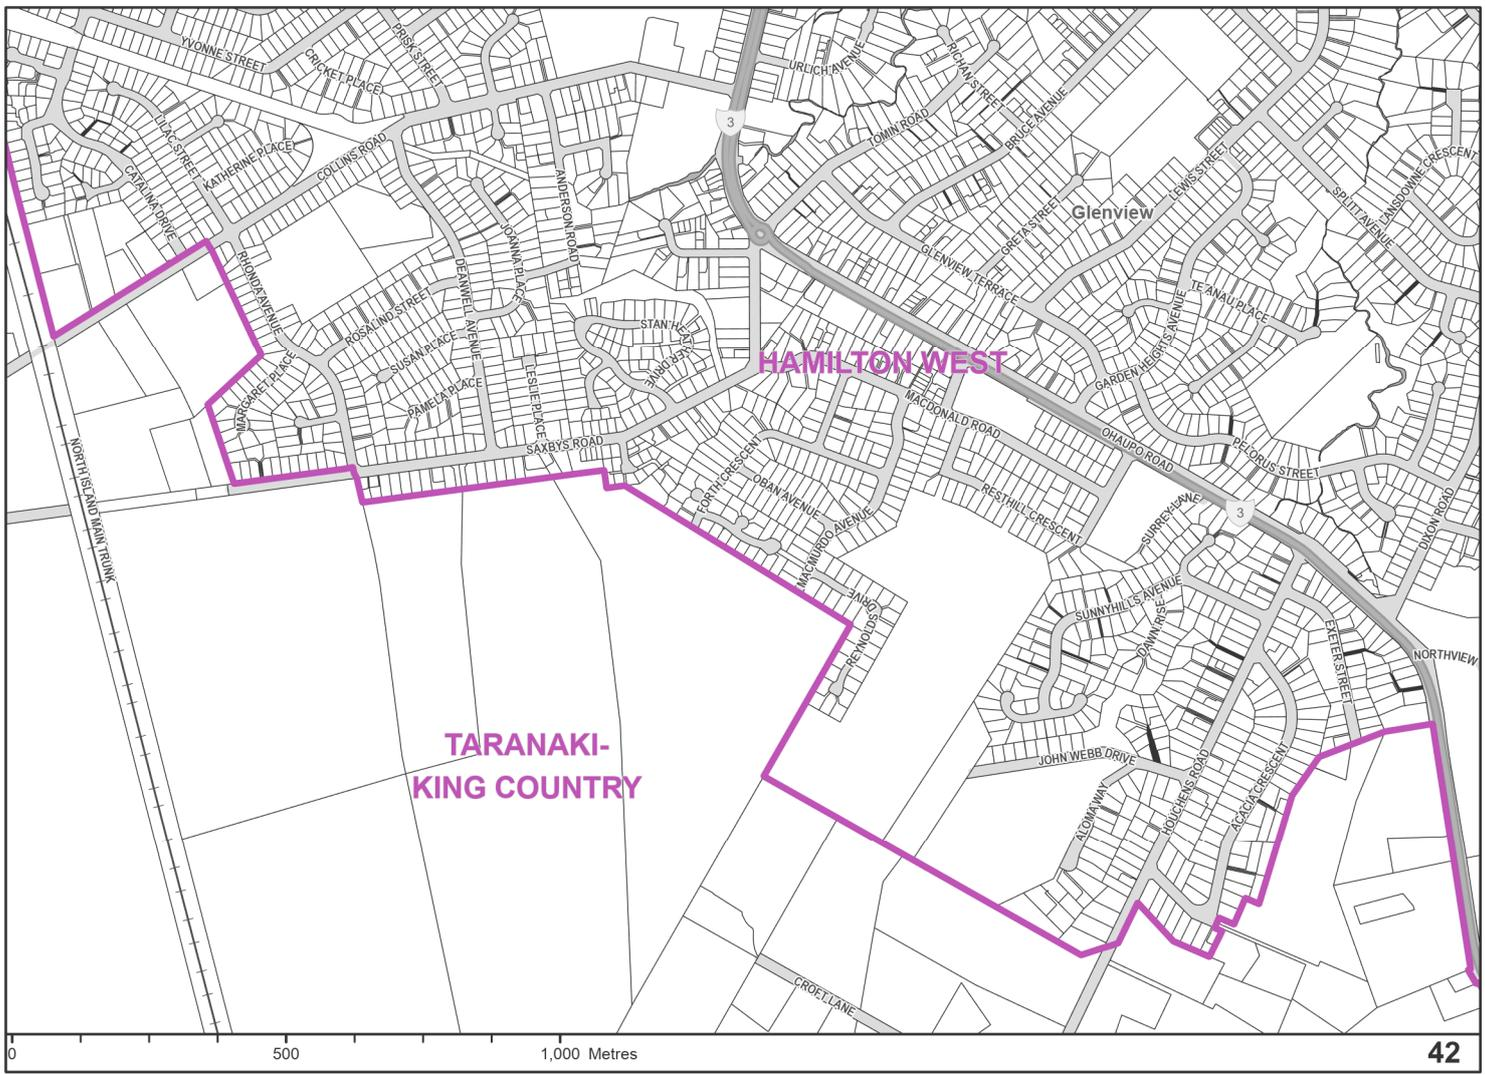 YVONNE STREET
CRICKET PLACE
PRISK STREET
URLICH AVENUE
RICHAN STREET
BRUCE AVENUE
TOMIN ROAD
3
LILAC STREET
KATHERINE PLACE
COLLINS ROAD
CATALINA DRIVE
ANDERSON ROAD
JOANNA PLACE
LEWIS STREET
SPLITT AVENUE
LANSDOWNE CRESCENT
Glenview
GRETA STREET
GLENVIEW TERRACE
RHONDA AVENUE
DEANWELL AVENUE
ROSALIND STREET
SUSAN PLACE
PAMELA PLACE
MARGARET PLACE
LESLIE PLACE
STAN HEATHER DRIVE
TE ANAU PLACE
GARDEN HEIGHTS AVENUE
HAMILTON WEST
MACDONALD ROAD
OHAUPO ROAD
PELORUS STREET
SAXBYS ROAD
FORTH CRESCENT
OBAN AVENUE
MACMURDO AVENUE
RESTHILL CRESCENT
SURREY LANE
3
DIXON ROAD
NORTH ISLAND MAIN TRUNK
REYNOLDS DRIVE
SUNNYHILLS AVENUE
DAWN RISE
EXETER STREET
NORTHVIEW
TARANAKI-
KING COUNTRY
JOHN WEBB DRIVE
ALOMA WAY
HOUCHENS ROAD
ACACIA CRESCENT
CROFT LANE
0 500 1,000 Metres
42